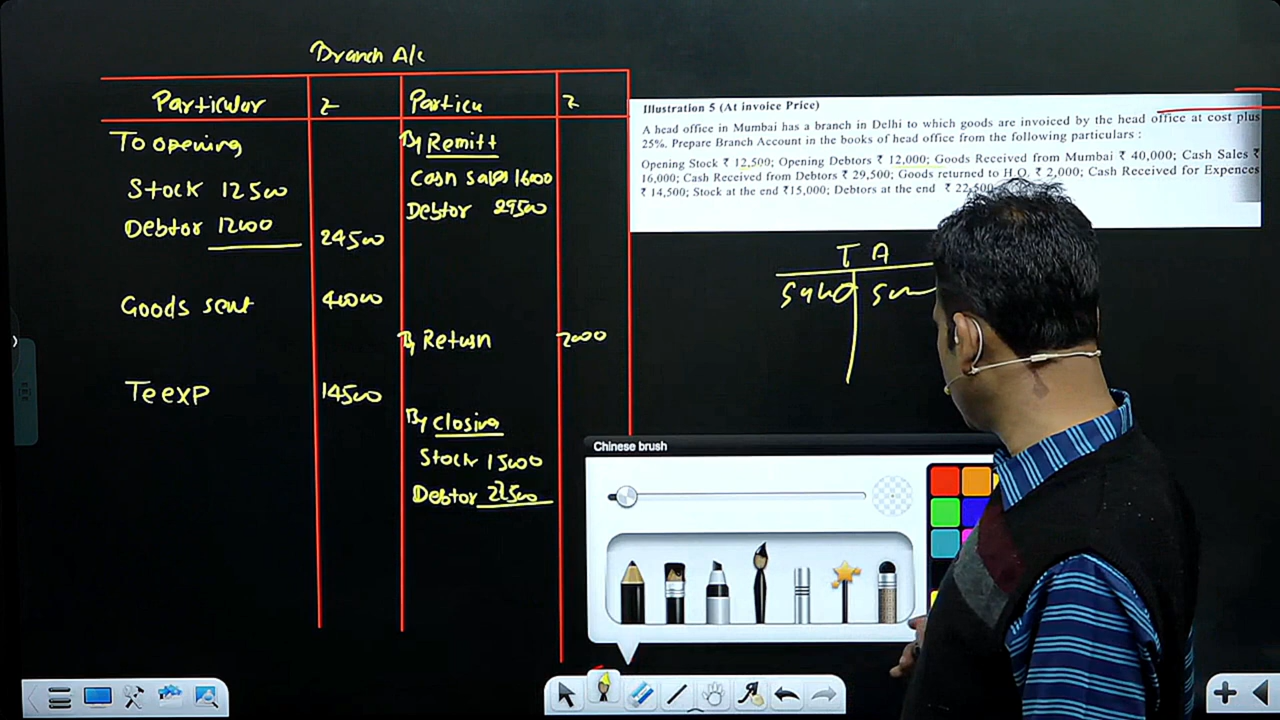 Branch A/c
Particular ₹ Particu ₹
To opening
Stock 12500
Debtor 12000
24500
Goods sent 40000
To exp 14500
By Remitt
Cash sales 16000
Debtor 29500
By Return 2000
By closing
Stock 15000
Debtor 22500
Illustration 5 (At invoice Price)
A head office in Mumbai has a branch in Delhi to which goods are invoiced by the head office at cost plus
25%. Prepare Branch Account in the books of head office from the following particulars :
Opening Stock ₹ 12,500; Opening Debtors ₹ 12,000; Goods Received from Mumbai ₹ 40,000; Cash Sales ₹
16,000; Cash Received from Debtors ₹ 29,500; Goods returned to H.O. ₹ 2,000; Cash Received for Expences
₹ 14,500; Stock at the end ₹15,000; Debtors at the end ₹ 22,500
T A
Chinese brush